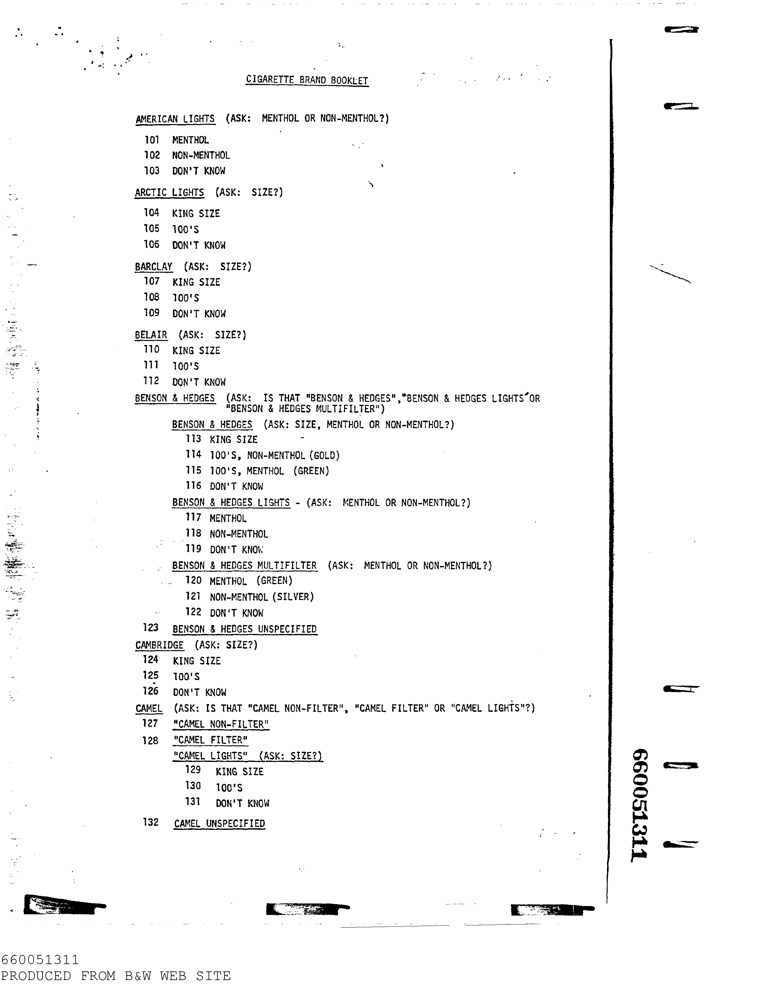 CIGARETTE BRAND BOOKLET
AMERICAN LIGHTS (ASK: MENTHOL OR NON-MENTHOL?)
101 MENTHOL
102 NON-MENTHOL
103 DON'T KNOW
ARCTIC LIGHTS (ASK: SIZE?)
104 KING SIZE
105 100'S
106 DON'T KNOW
BARCLAY (ASK: SIZE?)
107 KING SIZE
108 100'S
109 DON'T KNOW
BELAIR (ASK: SIZE?)
110 KING SIZE
111 100'S
112 DON'T KNOW
BENSON & HEDGES (ASK: IS THAT "BENSON & HEDGES","BENSON & HEDGES LIGHTS"OR
"BENSON & HEDGES MULTIFILTER")
BENSON & HEDGES (ASK: SIZE, MENTHOL OR NON-MENTHOL?)
113 KING SIZE
114 100'S, NON-MENTHOL (GOLD)
115 100'S, MENTHOL (GREEN)
116 DON'T KNOW
BENSON & HEDGES LIGHTS - (ASK: MENTHOL OR NON-MENTHOL?)
117 MENTHOL
118 NON-MENTHOL
119 DON'T KNOW
BENSON & HEDGES MULTIFILTER (ASK: MENTHOL OR NON-MENTHOL?)
120 MENTHOL (GREEN)
121 NON-MENTHOL (SILVER)
122 DON'T KNOW
123 BENSON & HEDGES UNSPECIFIED
CAMBRIDGE (ASK: SIZE?)
124 KING SIZE
125 100'S
126 DON'T KNOW
CAMEL (ASK: IS THAT "CAMEL NON-FILTER", "CAMEL FILTER" OR "CAMEL LIGHTS"?)
127 "CAMEL NON-FILTER"
128 "CAMEL FILTER"
"CAMEL LIGHTS" (ASK: SIZE?)
129 KING SIZE
130 100'S
131 DON'T KNOW
132 CAMEL UNSPECIFIED
660051311
660051311
PRODUCED FROM B&W WEB SITE